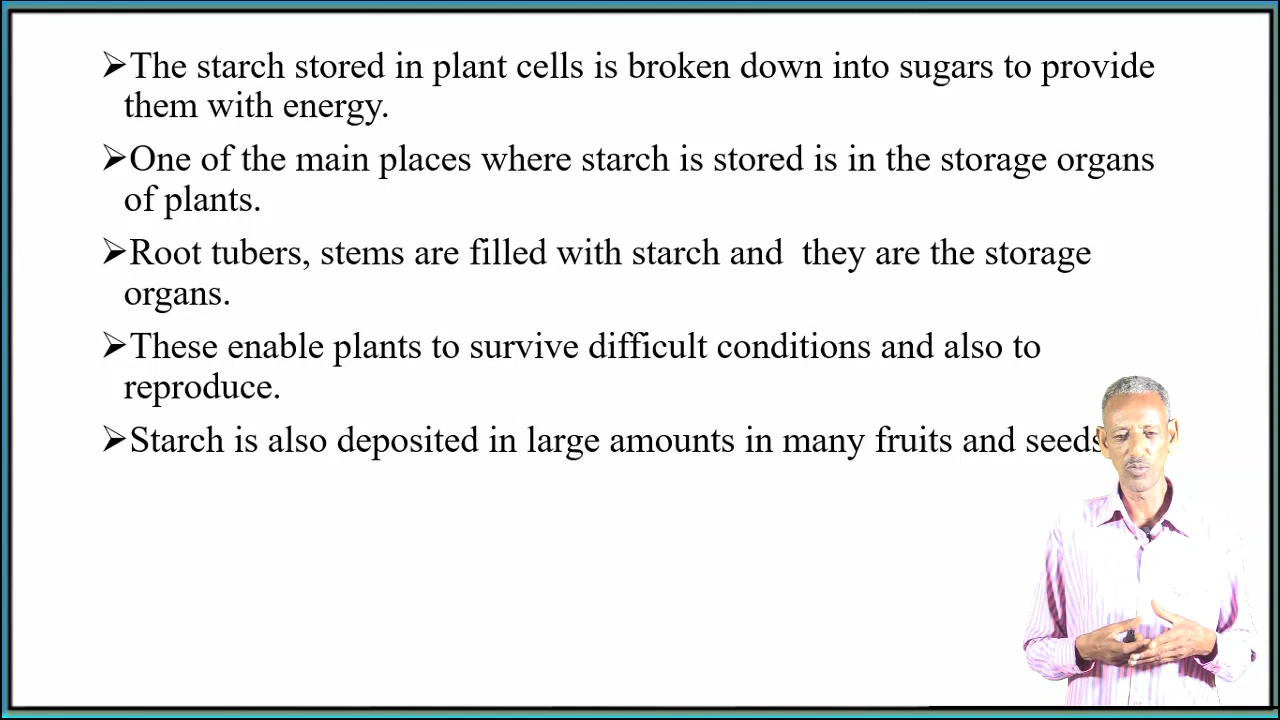 ➢The starch stored in plant cells is broken down into sugars to provide
them with energy.
➢One of the main places where starch is stored is in the storage organs
of plants.
➢Root tubers, stems are filled with starch and  they are the storage
organs.
➢These enable plants to survive difficult conditions and also to
reproduce.
➢Starch is also deposited in large amounts in many fruits and seeds